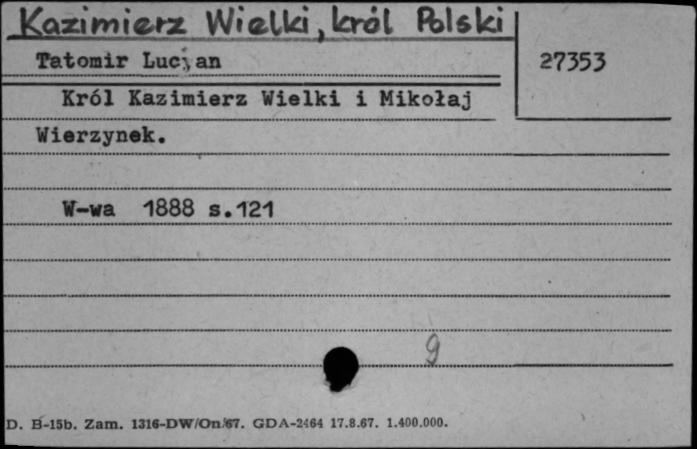 Kazimierz Wielki, król Polski
Tatomir Lucjan
27353
Król Kazimierz Wielki i Mikołaj
Wierzynek.
W-wa 1888 s.121
9
D. B-15b. Zam. 1316-DW/On/67. GDA-2464 17.8.67. 1.400.000.